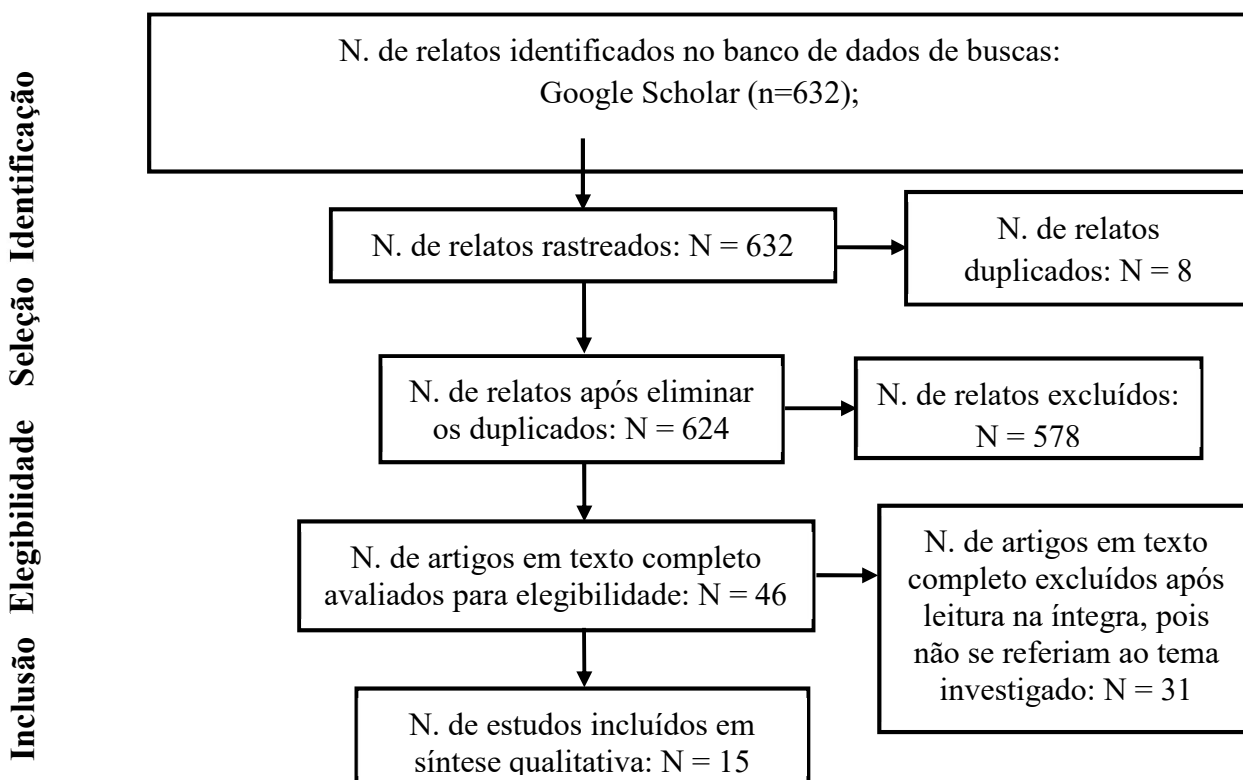 Identificação
Seleção
Elegibilidade
Inclusão
N. de relatos identificados no banco de dados de buscas:
Google Scholar (n=632);
N. de relatos rastreados: N = 632
N. de relatos
duplicados: N = 8
N. de relatos após eliminar
os duplicados: N = 624
N. de relatos excluídos:
N = 578
N. de artigos em texto completo
avaliados para elegibilidade: N = 46
N. de artigos em texto
completo excluídos após
leitura na íntegra, pois
não se referiam ao tema
investigado: N = 31
N. de estudos incluídos em
síntese qualitativa: N = 15